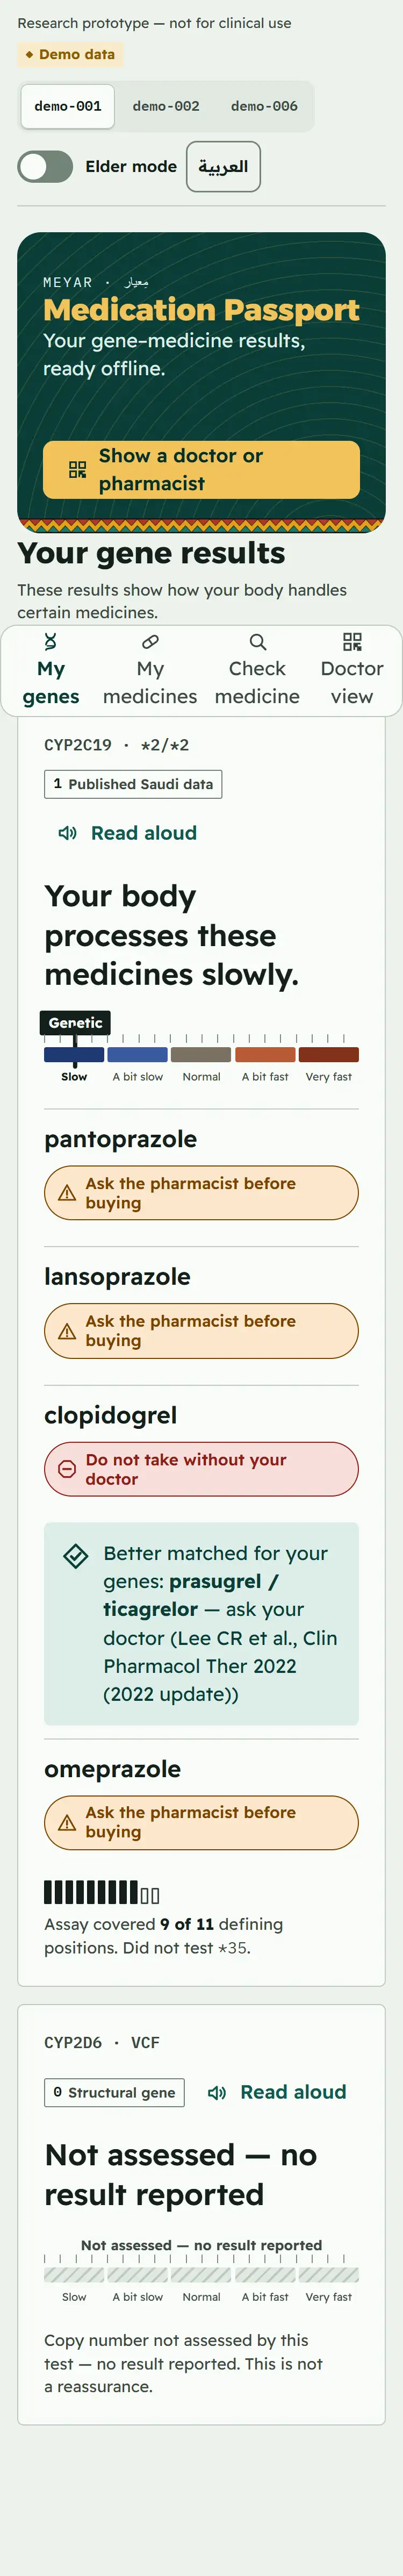 Research prototype — not for clinical use
Demo data
demo-001 demo-002 demo-006
Elder mode العربية
MEYAR · مِعيار
Medication Passport
Your gene–medicine results,
ready offline.
Show a doctor or
pharmacist
Your gene results
These results show how your body handles
certain medicines.
My genes
My medicines
Check medicine
Doctor view
CYP2C19 · *2/*2
1 Published Saudi data
Read aloud
Your body
processes these
medicines slowly.
Genetic
Slow A bit slow Normal A bit fast Very fast
pantoprazole
Ask the pharmacist before
buying
lansoprazole
Ask the pharmacist before
buying
clopidogrel
Do not take without your
doctor
Better matched for your
genes: prasugrel /
ticagrelor — ask your
doctor (Lee CR et al., Clin
Pharmacol Ther 2022
(2022 update))
omeprazole
Ask the pharmacist before
buying
Assay covered 9 of 11 defining
positions. Did not test *35.
CYP2D6 · VCF
0 Structural gene Read aloud
Not assessed — no
result reported
Not assessed — no result reported
Slow A bit slow Normal A bit fast Very fast
Copy number not assessed by this
test — no result reported. This is not
a reassurance.